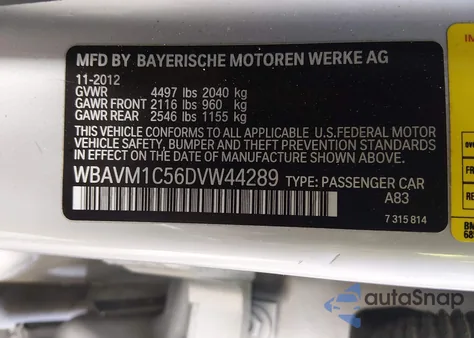 MFD BY BAYERISCHE MOTOREN WERKE AG
11-2012
GVWR 4497 lbs 2040 kg
GAWR FRONT 2116 lbs 960 kg
GAWR REAR 2546 lbs 1155 kg
THIS VEHICLE CONFORMS TO ALL APPLICABLE U.S.FEDERAL MOTOR
VEHICLE SAFETY, BUMPER AND THEFT PREVENTION STANDARDS IN
EFFECT ON THE DATE OF MANUFACTURE SHOWN ABOVE.
WBAVM1C56DVW44289 TYPE: PASSENGER CAR
A83
7 315 814
autoSnap